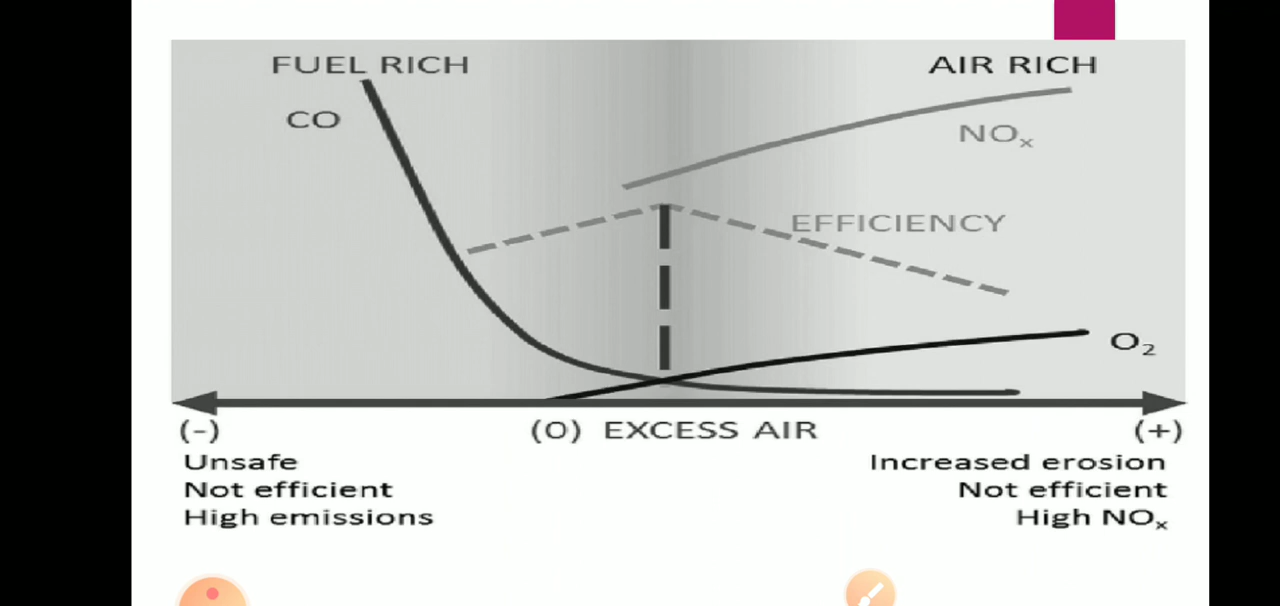 FUEL RICH
AIR RICH
CO
NOx
EFFICIENCY
O2
(-)
(0) EXCESS AIR
(+)
Unsafe
Increased erosion
Not efficient
Not efficient
High emissions
High NOx